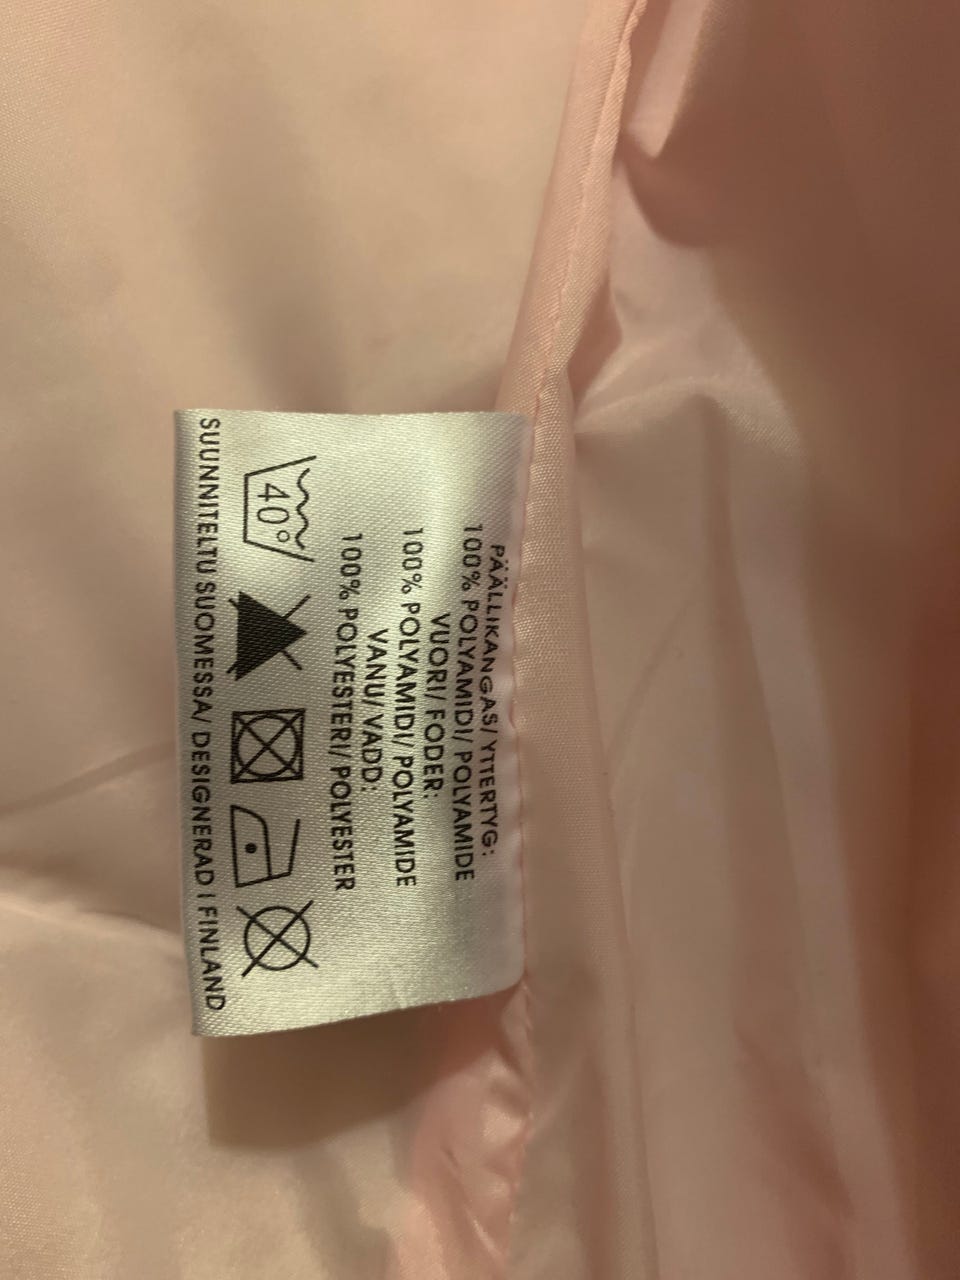 PÄÄLLIKANGAS/ YTTERTYG:
100% POLYAMIDI/ POLYAMIDE
VUORI/ FODER:
100% POLYAMIDI/ POLYAMIDE
VANU/ VADD:
100% POLYESTERI/ POLYESTER
40°
SUUNNITELTU SUOMESSA/ DESIGNERAD I FINLAND